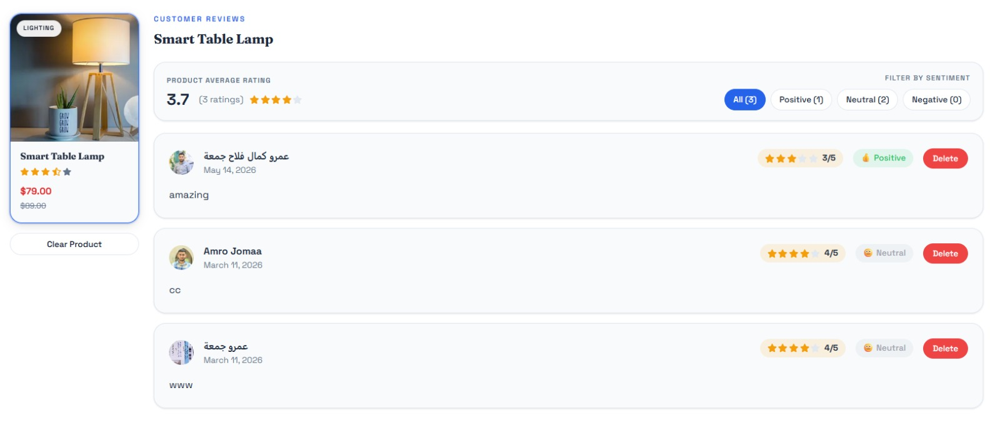 LIGHTING
GROW
GROW
GROW
Smart Table Lamp
$79.00
$89.00
Clear Product
CUSTOMER REVIEWS
Smart Table Lamp
PRODUCT AVERAGE RATING
3.7 (3 ratings)
FILTER BY SENTIMENT
All (3) Positive (1) Neutral (2) Negative (0)
عمرو كمال فلاح جمعة
May 14, 2026
3/5 Positive Delete
amazing
Amro Jomaa
March 11, 2026
4/5 Neutral Delete
cc
عمرو جمعة
March 11, 2026
4/5 Neutral Delete
www